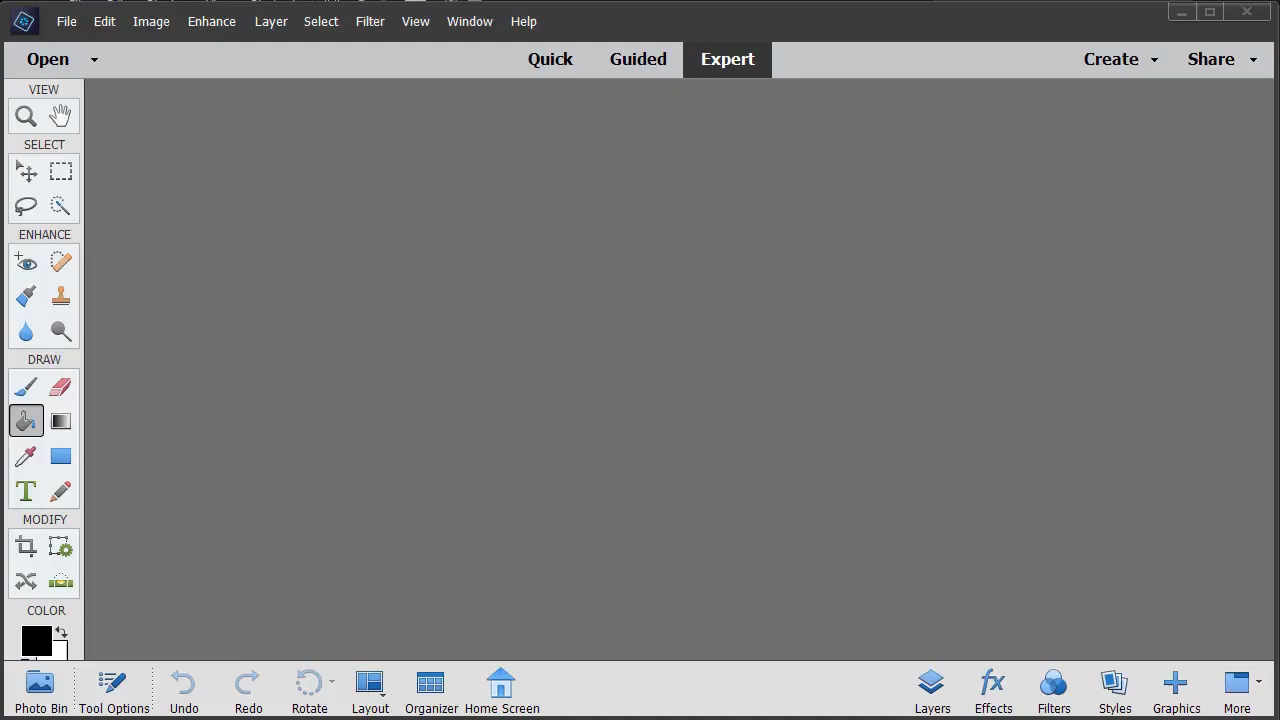 File Edit Image Enhance Layer Select Filter View Window Help
Open Quick Guided Expert Create Share
VIEW
SELECT
ENHANCE
DRAW
T
MODIFY
COLOR
fx
Photo Bin Tool Options Undo Redo Rotate Layout Organizer Home Screen Layers Effects Filters Styles Graphics More